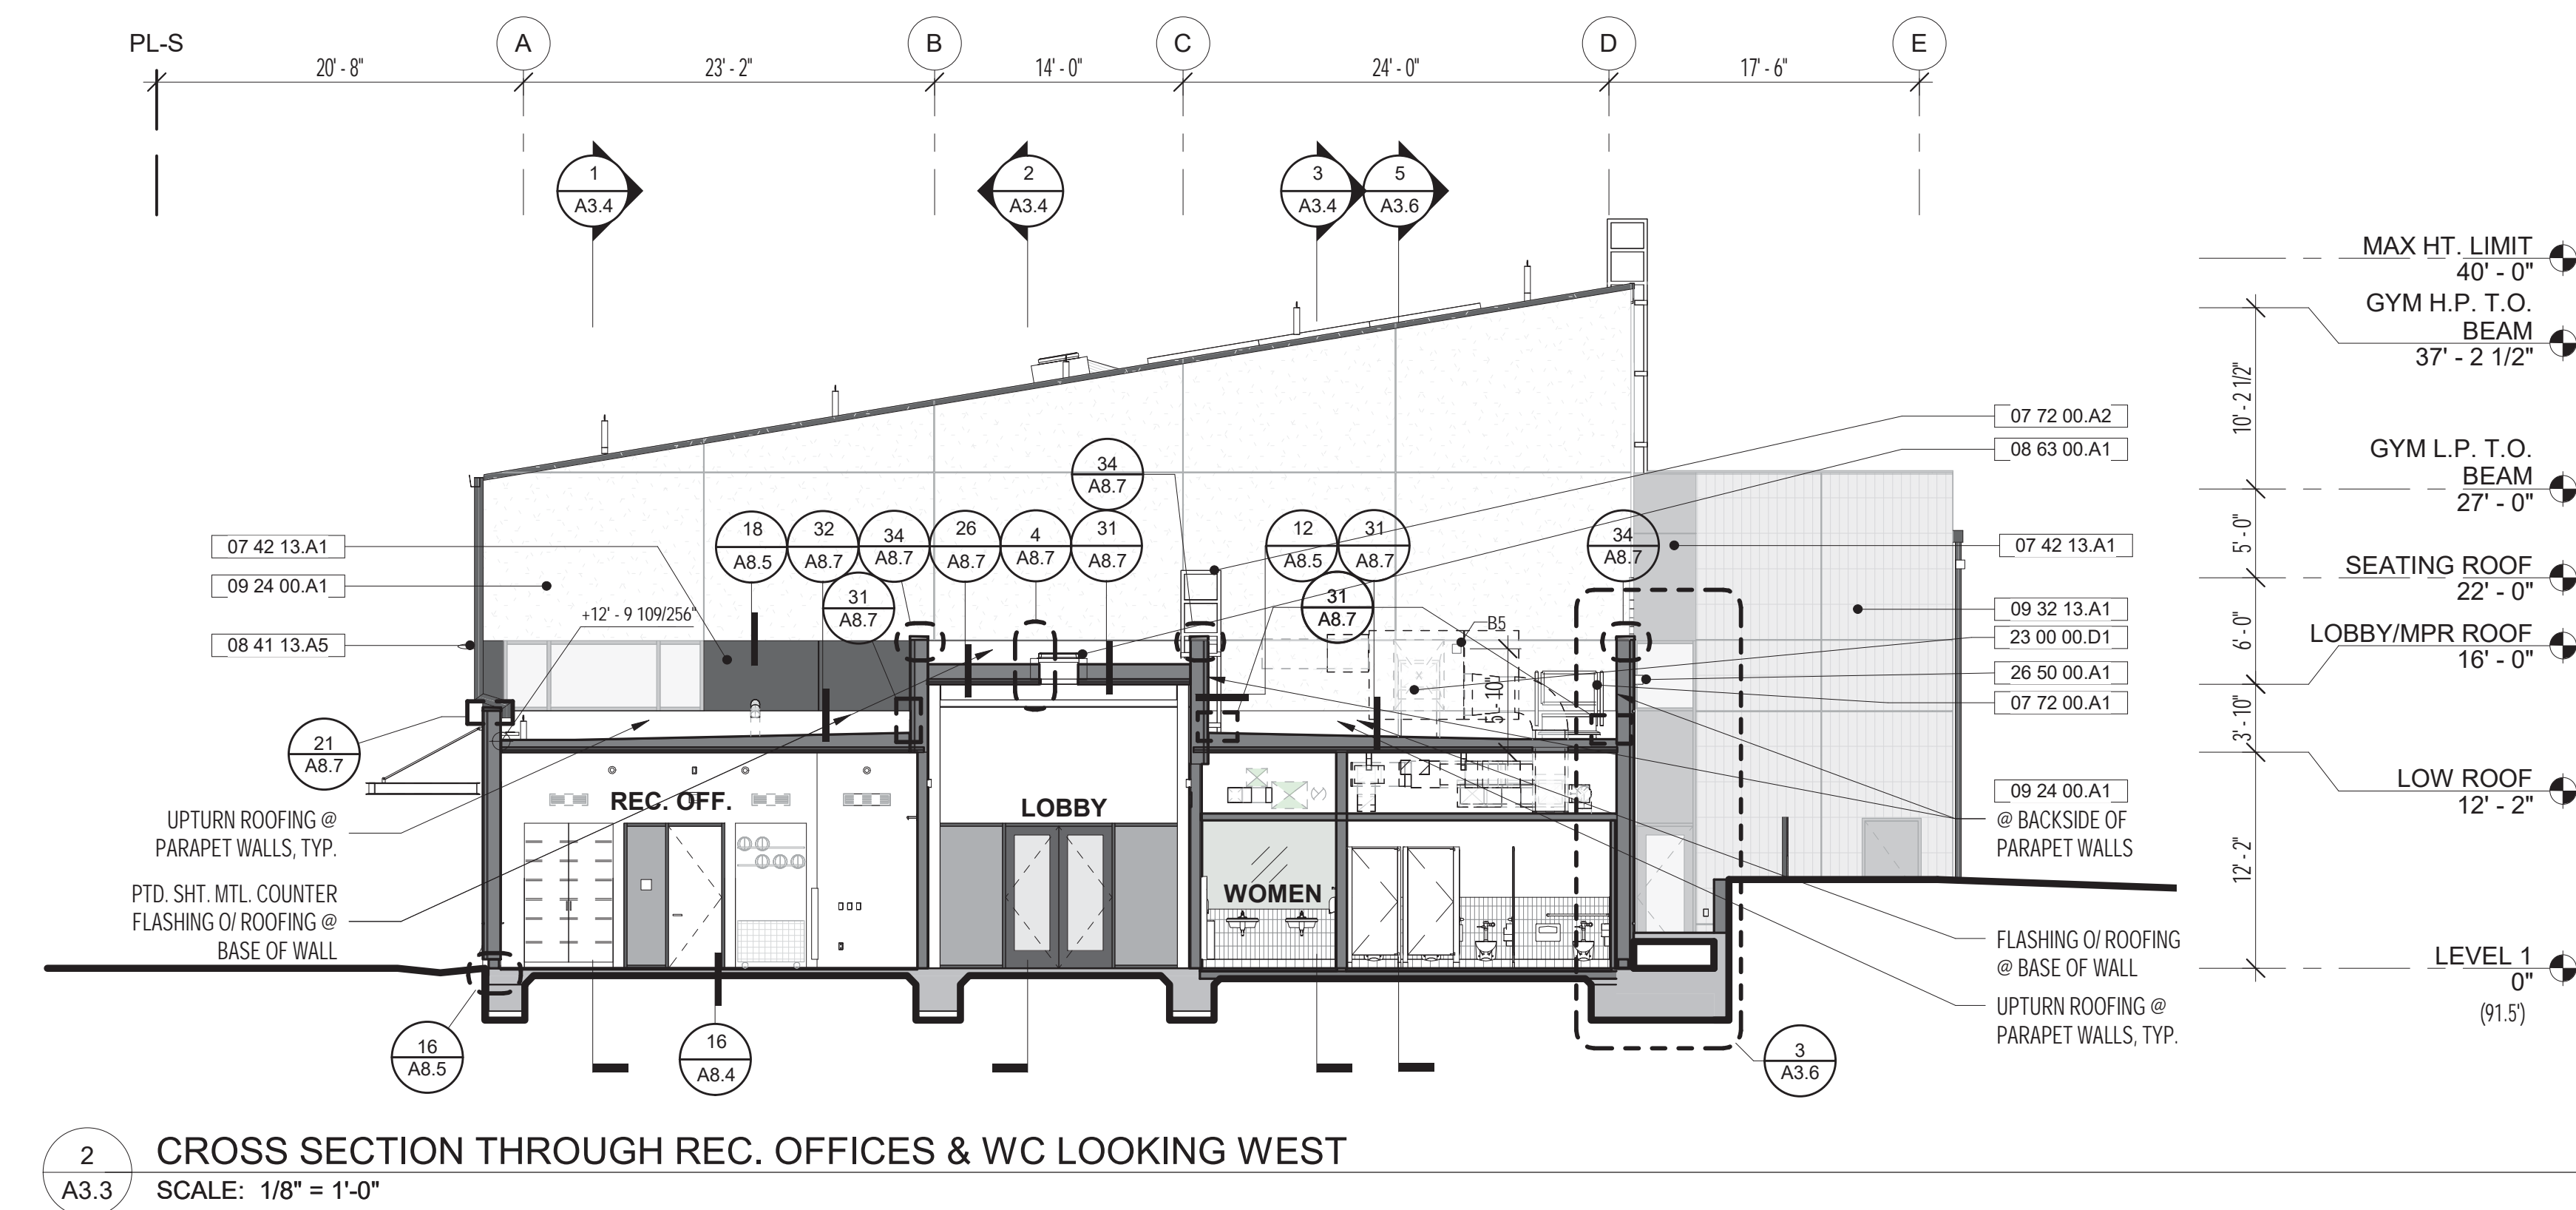 PL-S
A
B
C
D
E
20' - 8"
23' - 2"
14' - 0"
24' - 0"
17' - 6"
1
A3.4
2
A3.4
3
A3.4
5
A3.6
MAX HT. LIMIT
40' - 0"
GYM H.P. T.O.
BEAM
37' - 2 1/2"
10' - 2 1/2"
GYM L.P. T.O.
BEAM
27' - 0"
5' - 0"
SEATING ROOF
22' - 0"
6' - 0"
LOBBY/MPR ROOF
16' - 0"
3' - 10"
LOW ROOF
12' - 2"
12' - 2"
LEVEL 1
0"
(91.5')
07 72 00.A2
08 63 00.A1
07 42 13.A1
09 32 13.A1
23 00 00.D1
26 50 00.A1
07 72 00.A1
09 24 00.A1
@ BACKSIDE OF
PARAPET WALLS
FLASHING O/ ROOFING
@ BASE OF WALL
UPTURN ROOFING @
PARAPET WALLS, TYP.
34
A8.7
18
A8.5
32
A8.7
34
A8.7
26
A8.7
4
A8.7
31
A8.7
12
A8.5
31
A8.7
34
A8.7
31
A8.7
31
A8.7
07 42 13.A1
09 24 00.A1
08 41 13.A5
+12' - 9 109/256"
B5
5' - 10"
21
A8.7
UPTURN ROOFING @
PARAPET WALLS, TYP.
PTD. SHT. MTL. COUNTER
FLASHING O/ ROOFING @
BASE OF WALL
REC. OFF.
LOBBY
WOMEN
16
A8.5
16
A8.4
3
A3.6
2
A3.3
CROSS SECTION THROUGH REC. OFFICES & WC LOOKING WEST
SCALE: 1/8" = 1'-0"